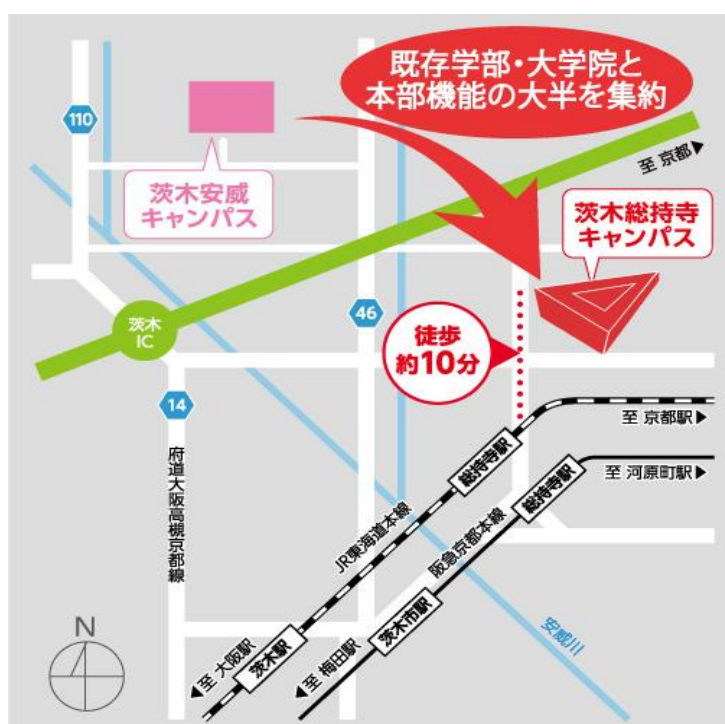 既存学部・大学院と
本部機能の大半を集約
110
至 京都▶
茨木安威
キャンパス
茨木総持寺
キャンパス
茨木
IC
46
徒歩
約10分
14
至 京都駅▶
総持寺駅
至 河原町駅▶
総持寺駅
府道大阪高槻京都線
JR東海道本線
阪急京都本線
N
◀至 大阪駅
茨木駅
◀至 梅田駅
茨木市駅
安威川